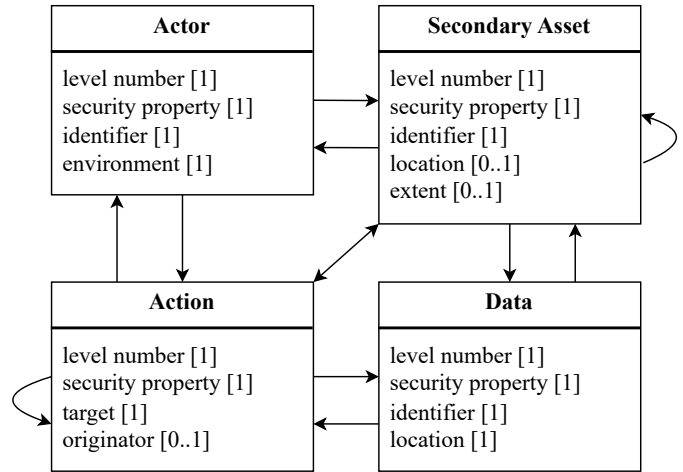 Actor
level number [1]
security property [1]
identifier [1]
environment [1]
Secondary Asset
level number [1]
security property [1]
identifier [1]
location [0..1]
extent [0..1]
Action
level number [1]
security property [1]
target [1]
originator [0..1]
Data
level number [1]
security property [1]
identifier [1]
location [1]